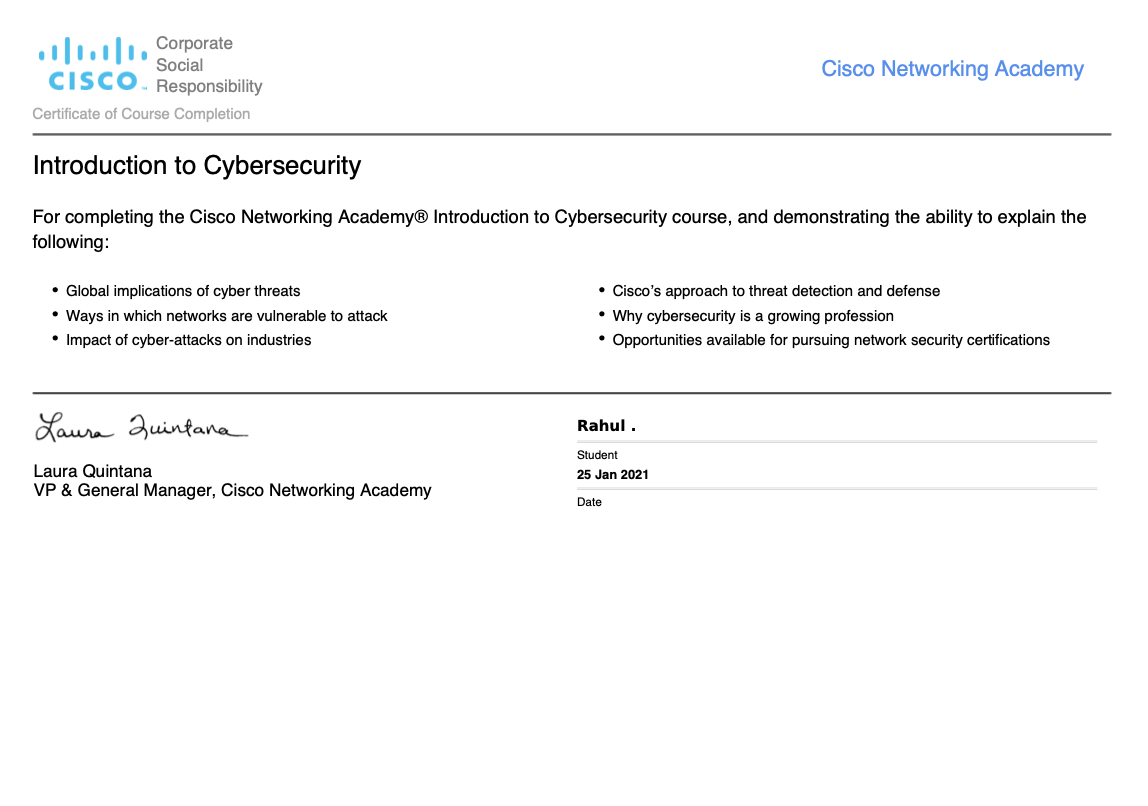 Corporate
Social
Responsibility
CISCO™
Cisco Networking Academy
Certificate of Course Completion
Introduction to Cybersecurity
For completing the Cisco Networking Academy® Introduction to Cybersecurity course, and demonstrating the ability to explain the
following:
• Global implications of cyber threats
• Ways in which networks are vulnerable to attack
• Impact of cyber-attacks on industries
• Cisco’s approach to threat detection and defense
• Why cybersecurity is a growing profession
• Opportunities available for pursuing network security certifications
Laura Quintana
Laura Quintana
VP & General Manager, Cisco Networking Academy
Rahul .
Student
25 Jan 2021
Date